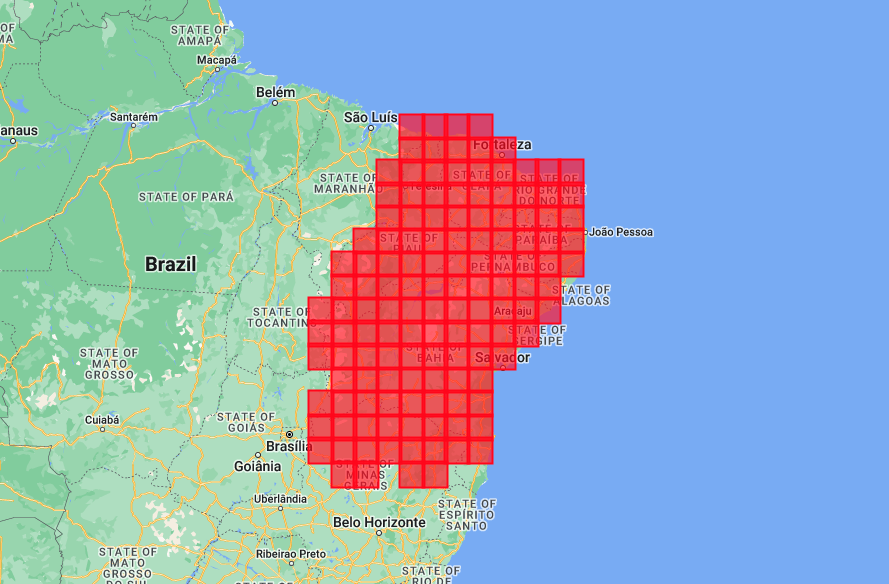 OF
MA
STATE OF
AMAPÁ
Macapá
Belém
Santarém
São Luís
anaus
Fortaleza
STATE OF
MARANHÃO
STATE OF
CEARÁ
Teresina
STATE OF
RIO GRANDE
DO NORTE
STATE OF PARÁ
STATE OF
PARAÍBA
João Pessoa
STATE OF
PIAUÍ
STATE OF
PERNAMBUCO
Brazil
STATE OF
ALAGOAS
STATE OF
TOCANTINS
Aracaju
STATE OF
SERGIPE
STATE OF
BAHIA
Salvador
STATE OF
MATO
GROSSO
STATE OF
GOIÁS
Cuiabá
Brasília
Goiânia
STATE OF
MINAS
GERAIS
Uberlândia
STATE OF
ESPÍRITO
SANTO
Belo Horizonte
Ribeirao Preto
STATE OF
MATO
GROSSO
DO SUL
STATE OF
RIO DE